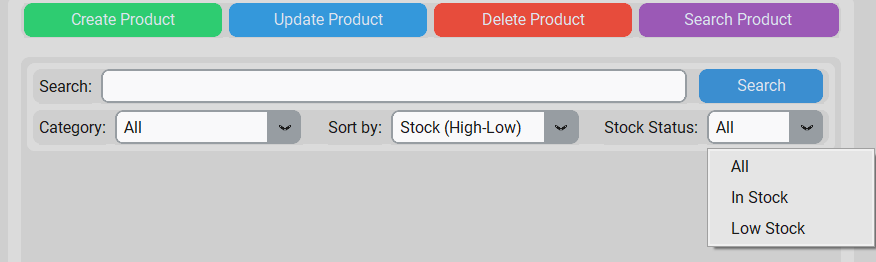 Create Product Update Product Delete Product Search Product
Search: Search
Category: All Sort by: Stock (High-Low) Stock Status: All
All
In Stock
Low Stock